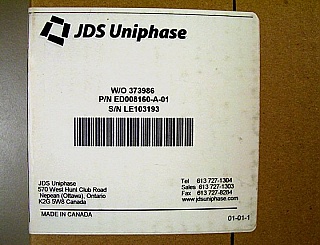 JDS Uniphase
W/O 373986
P/N ED008160-A-01
S/N LE103193
JDS Uniphase
570 West Hunt Club Road
Nepean (Ottawa), Ontario
K2G 5W8 Canada
Tel 613 727-1304
Sales 613 727-1303
Fax 613 727-8284
www.jdsuniphase.com
MADE IN CANADA
01-01-1